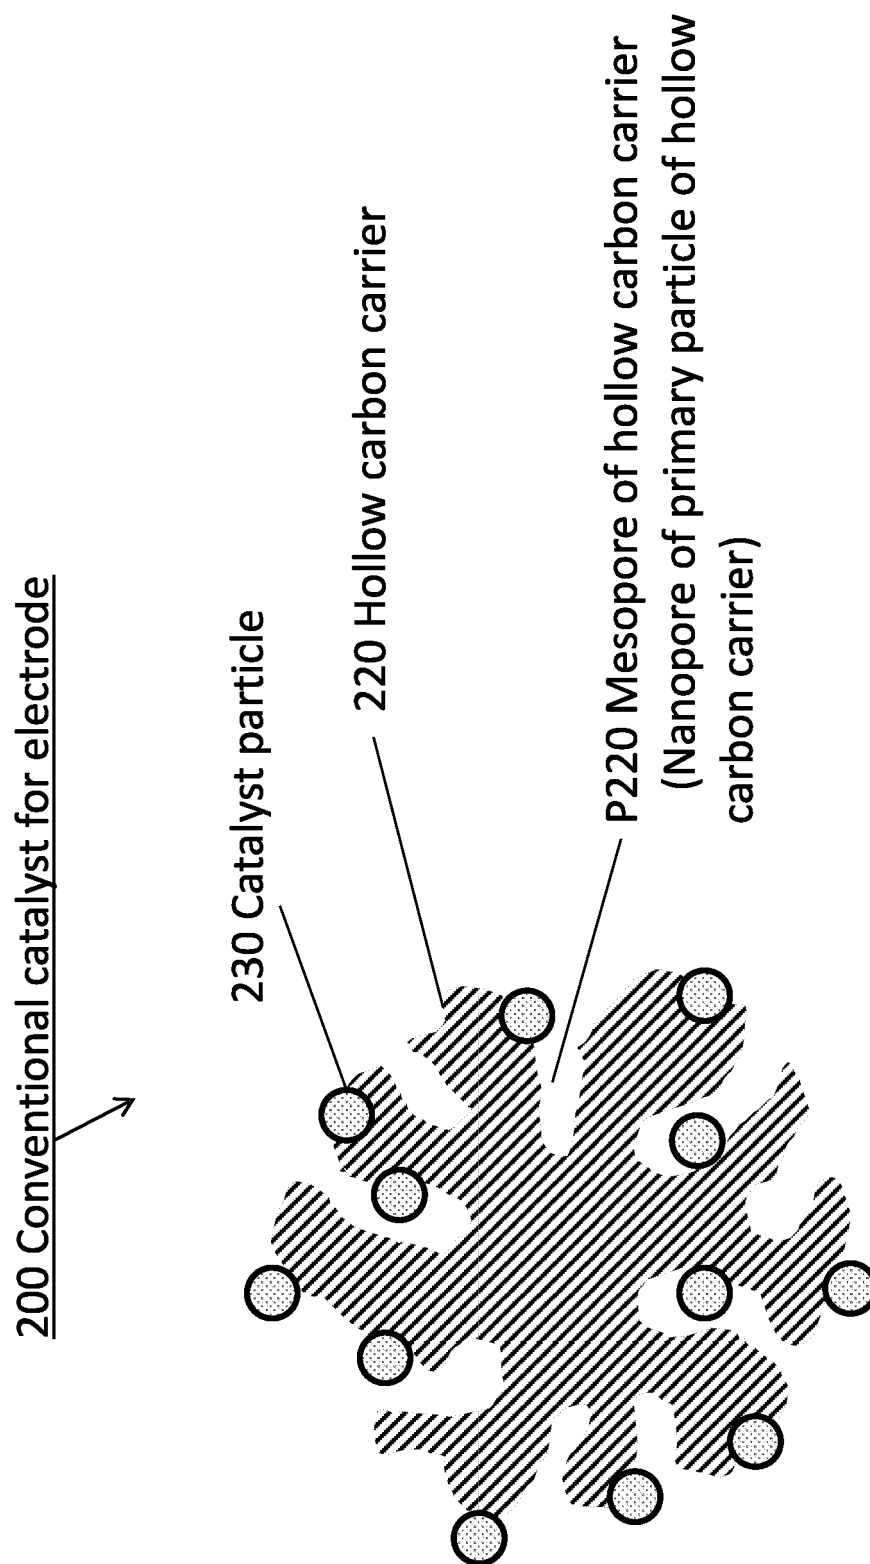 200 Conventional catalyst for electrode
230 Catalyst particle
220 Hollow carbon carrier
P220 Mesopore of hollow carbon carrier
(Nanopore of primary particle of hollow
carbon carrier)